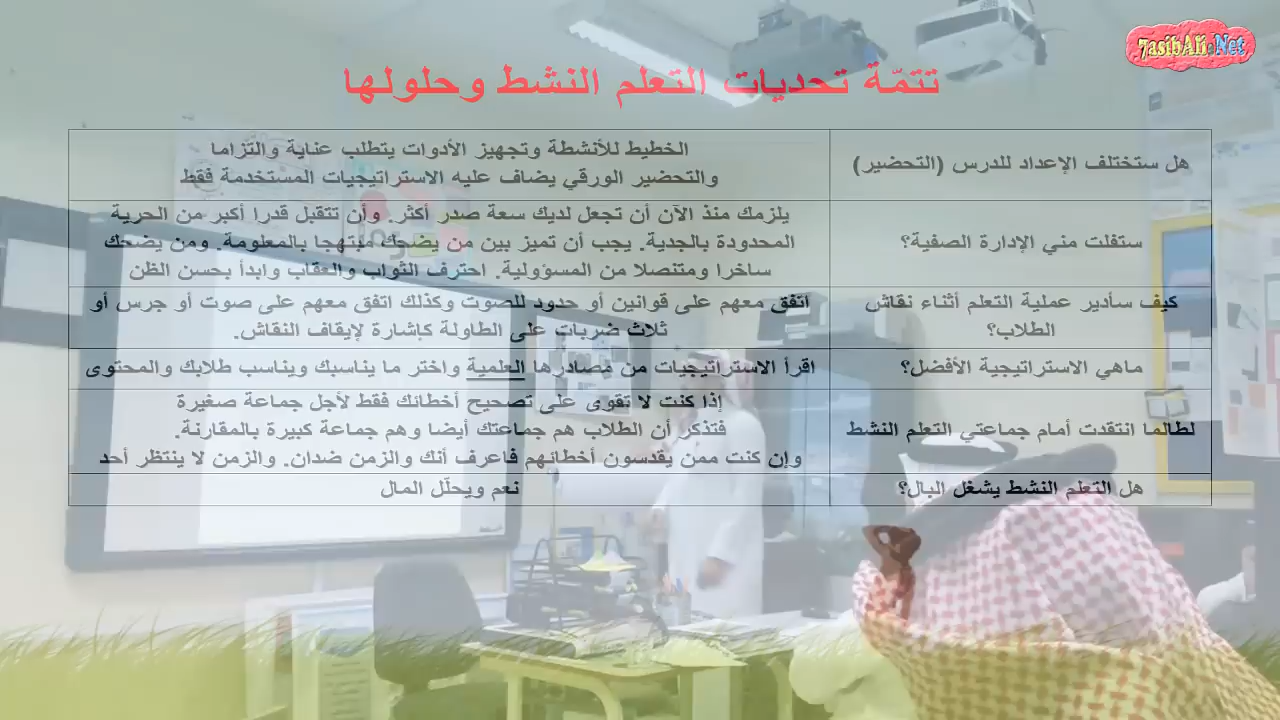 7asibAli.Net
تتمّة تحديات التعلم النشط وحلولها
هل ستختلف الإعداد للدرس (التحضير)
الخطيط للأنشطة وتجهيز الأدوات يتطلب عناية والتزاما
والتحضير الورقي يضاف عليه الاستراتيجيات المستخدمة فقط
ستفلت مني الإدارة الصفية؟
يلزمك منذ الآن أن تجعل لديك سعة صدر أكثر. وأن تتقبل قدرا أكبر من الحرية
المحدودة بالجدية. يجب أن تميز بين من يضحك مبتهجا بالمعلومة. ومن يضحك
ساخرا ومتنصلا من المسؤولية. احترف الثواب والعقاب وابدأ بحسن الظن
كيف سأدير عملية التعلم أثناء نقاش
الطلاب؟
اتفق معهم على قوانين أو حدود للصوت وكذلك اتفق معهم على صوت أو جرس أو
ثلاث ضربات على الطاولة كإشارة لإيقاف النقاش.
ماهي الاستراتيجية الأفضل؟
اقرأ الاستراتيجيات من مصادرها العلمية واختر ما يناسبك ويناسب طلابك والمحتوى
لطالما انتقدت أمام جماعتي التعلم النشط
إذا كنت لا تقوى على تصحيح أخطائك فقط لأجل جماعة صغيرة
فتذكر أن الطلاب هم جماعتك أيضا وهم جماعة كبيرة بالمقارنة.
وإن كنت ممن يقدسون أخطائهم فاعرف أنك والزمن ضدان. والزمن لا ينتظر أحد
هل التعلم النشط يشغل البال؟
نعم ويحلّل المال